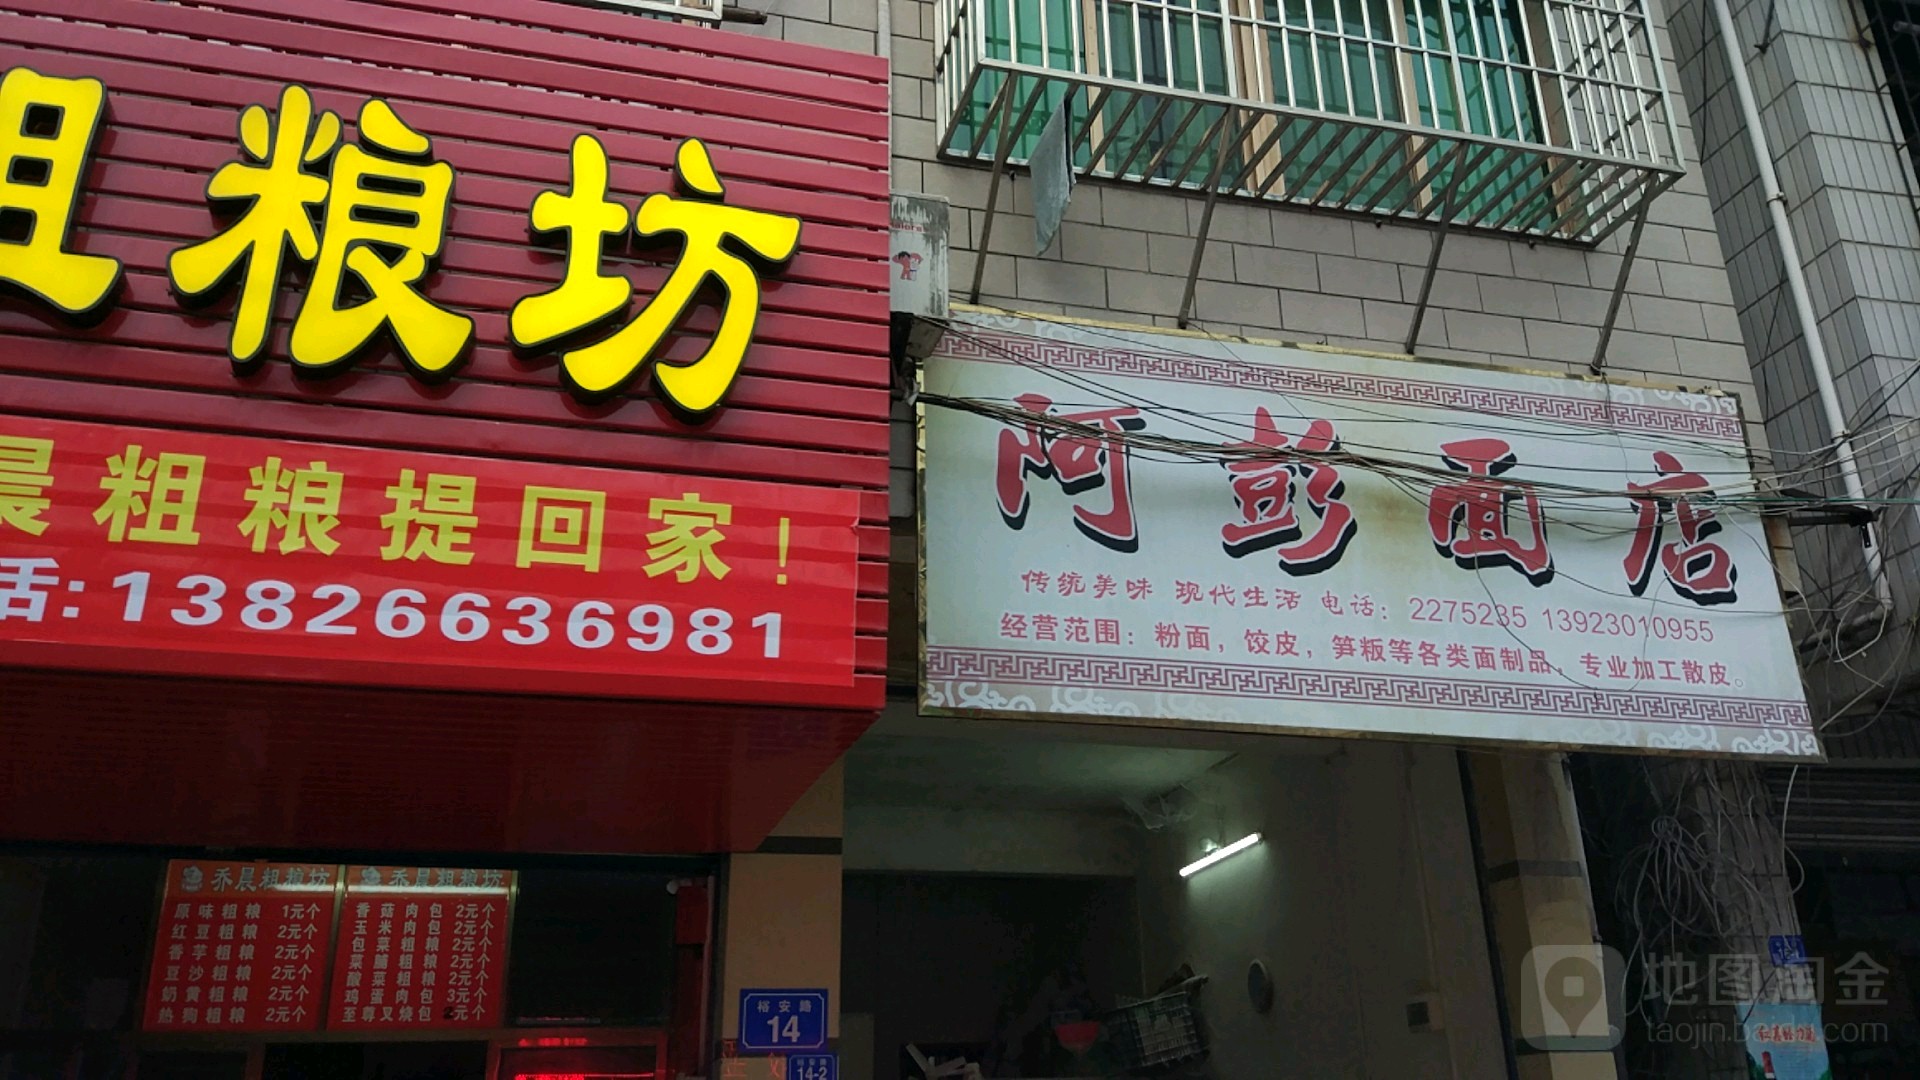 粗粮坊
晨粗粮提回家!
话:13826636981
阿彭面店
传统美味 现代生活 电话：2275235 13923010955
经营范围：粉面，饺皮，笋粄等各类面制品，专业加工散皮。
乔晨粗粮坊
原味粗粮 1元个
红豆粗粮 2元个
香芋粗粮 2元个
豆沙粗粮 2元个
奶黄粗粮 2元个
热狗粗粮 2元个
乔晨粗粮坊
香菇肉包 2元个
玉米肉包 2元个
包菜粗粮 2元个
菜脯粗粮 2元个
酸菜粗粮 2元个
鸡蛋肉包 3元个
至尊叉烧包 2元个
裕安路
14
裕安路
14-2
地图淘金
taojin.baidu.com